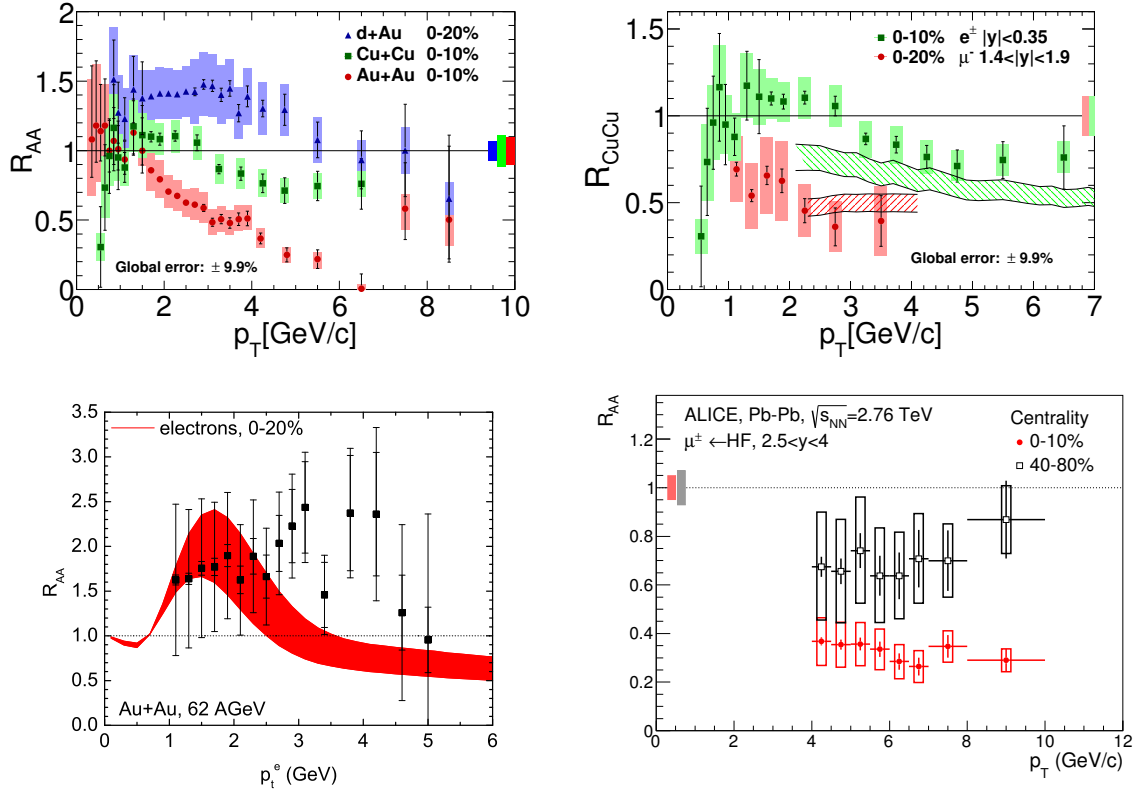 d+Au 0-20%
Cu+Cu 0-10%
Au+Au 0-10%
R_AA
2
1.5
1
0.5
0
Global error: ± 9.9%
0 2 4 6 8 10
p_T[GeV/c]
0-10% e^± |y|<0.35
0-20% μ^- 1.4<|y|<1.9
R_CuCu
1.5
1
0.5
0
Global error: ± 9.9%
0 1 2 3 4 5 6 7
p_T[GeV/c]
electrons, 0-20%
R_AA
3.5
3.0
2.5
2.0
1.5
1.0
0.5
0.0
Au+Au, 62 AGeV
0 1 2 3 4 5 6
p_t^e (GeV)
R_AA
ALICE, Pb-Pb, √s_NN=2.76 TeV
μ^± ←HF, 2.5<y<4
Centrality
0-10%
40-80%
1.2
1
0.8
0.6
0.4
0.2
0
0 2 4 6 8 10 12
p_T (GeV/c)